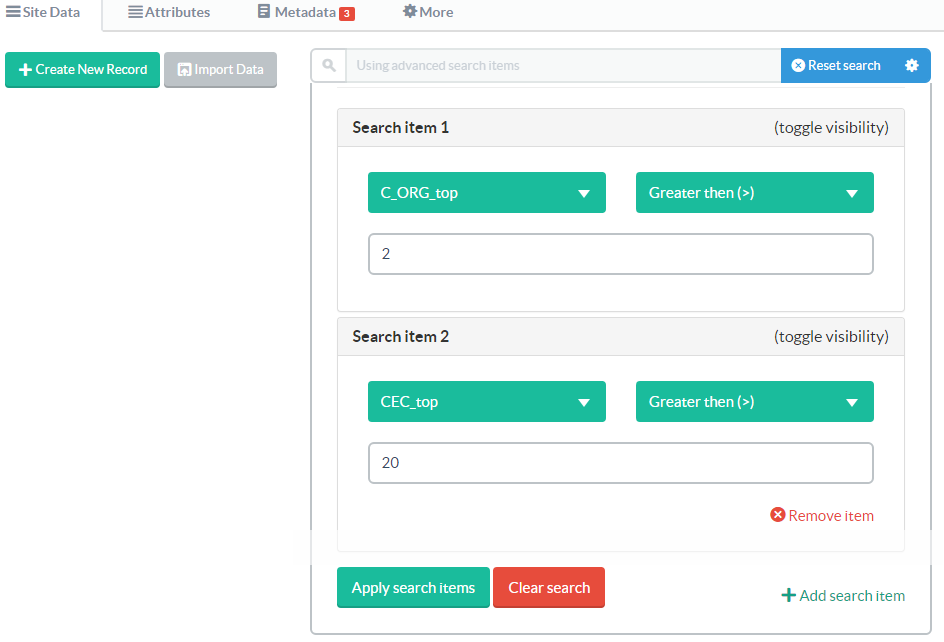 Site Data Attributes Metadata 3 More
Create New Record Import Data Using advanced search items Reset search
Search item 1 (toggle visibility)
C_ORG_top Greater then (>)
2
Search item 2 (toggle visibility)
CEC_top Greater then (>)
20
Remove item
Apply search items Clear search Add search item